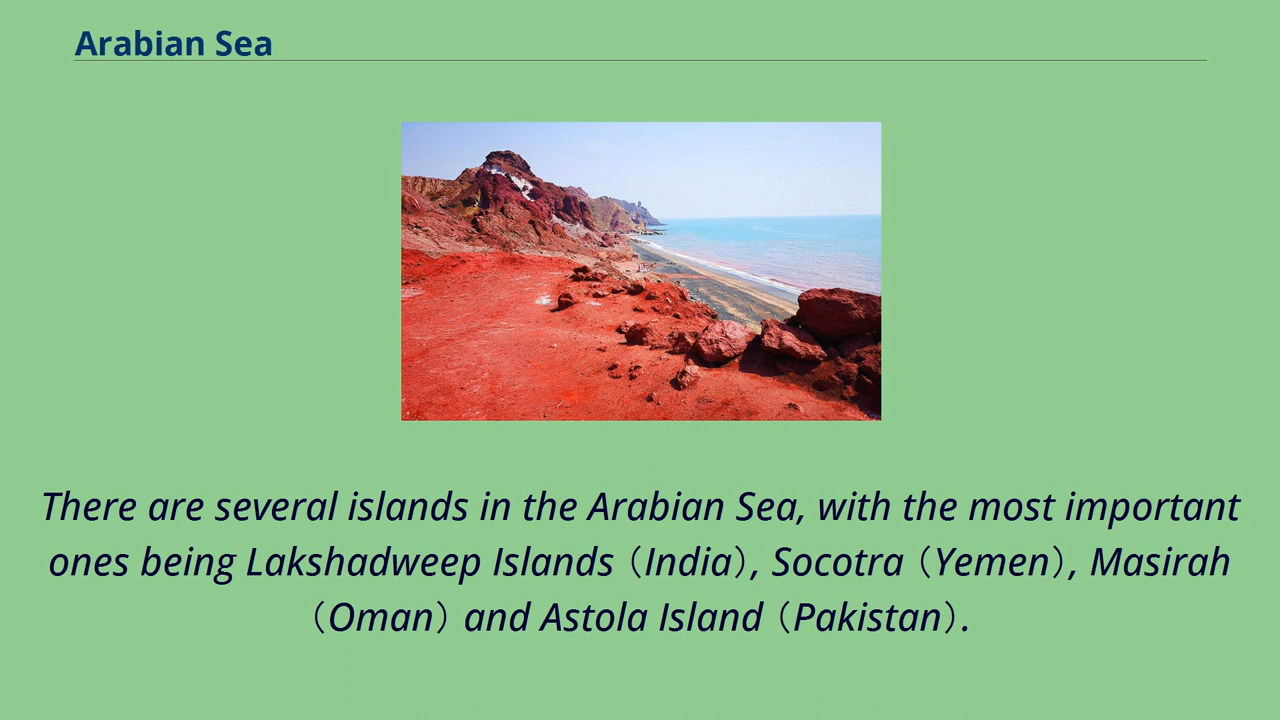 Arabian Sea
There are several islands in the Arabian Sea, with the most important
ones being Lakshadweep Islands （India）, Socotra （Yemen）, Masirah
（Oman） and Astola Island （Pakistan）.